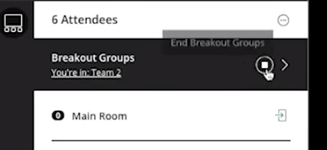 6 Attendees
End Breakout Groups
Breakout Groups
You're in: Team 2
0 Main Room